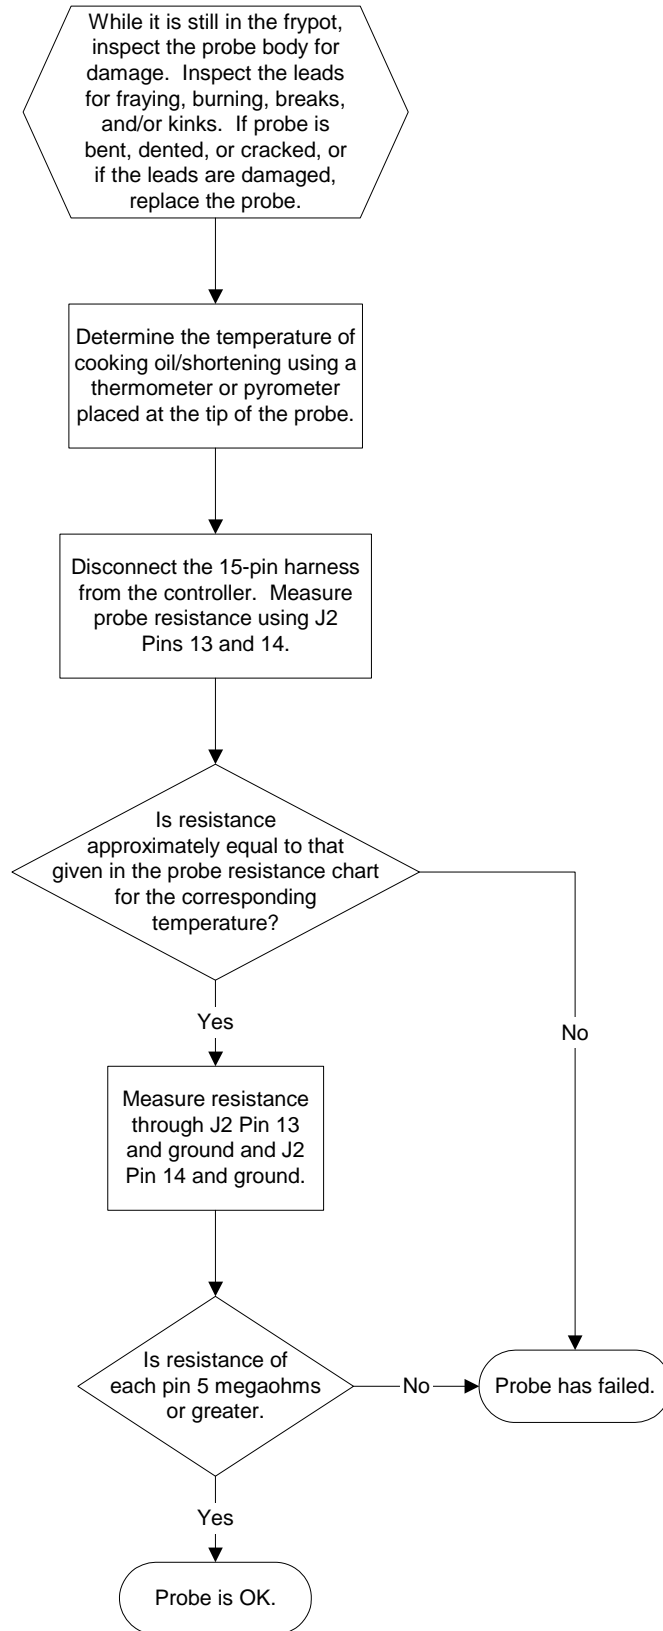 While it is still in the frypot,
inspect the probe body for
damage.  Inspect the leads
for fraying, burning, breaks,
and/or kinks.  If probe is
bent, dented, or cracked, or
if the leads are damaged,
replace the probe.
Determine the temperature of
cooking oil/shortening using a
thermometer or pyrometer
placed at the tip of the probe.
Disconnect the 15-pin harness
from the controller.  Measure
probe resistance using J2
Pins 13 and 14.
Is resistance
approximately equal to that
given in the probe resistance chart
for the corresponding
temperature?
Yes
No
Measure resistance
through J2 Pin 13
and ground and J2
Pin 14 and ground.
Is resistance of
each pin 5 megaohms
or greater.
No
Probe has failed.
Yes
Probe is OK.